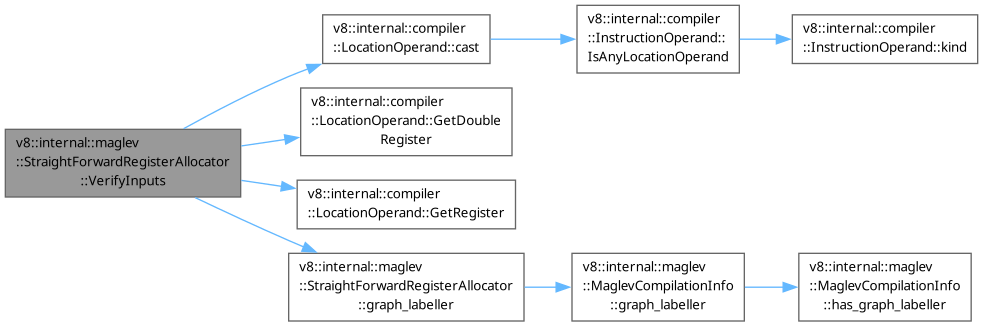 v8::internal::maglev
::StraightForwardRegisterAllocator
::VerifyInputs
v8::internal::compiler
::LocationOperand::cast
v8::internal::compiler
::InstructionOperand::
IsAnyLocationOperand
v8::internal::compiler
::InstructionOperand::kind
v8::internal::compiler
::LocationOperand::GetDouble
Register
v8::internal::compiler
::LocationOperand::GetRegister
v8::internal::maglev
::StraightForwardRegisterAllocator
::graph_labeller
v8::internal::maglev
::MaglevCompilationInfo
::graph_labeller
v8::internal::maglev
::MaglevCompilationInfo
::has_graph_labeller